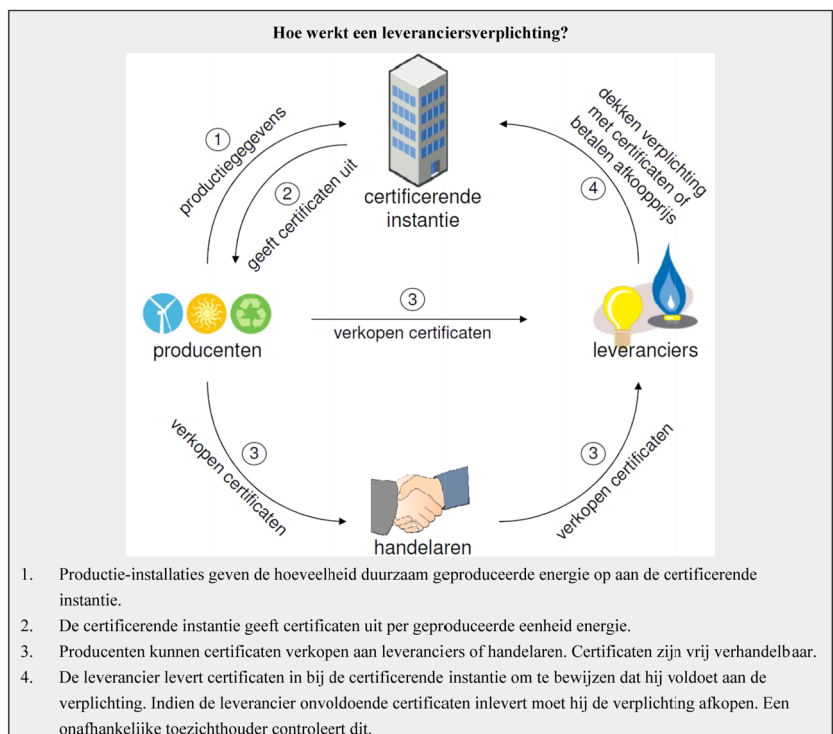 Hoe werkt een leveranciersverplichting?
1
productiegegevens
2
geeft certificaten uit
certificerende
instantie
dekken verplichting
met certificaten of
betalen afkoopprijs
4
3
verkopen certificaten
producenten
leveranciers
verkopen certificaten
3
3
verkopen certificaten
handelaren
1. Productie-installaties geven de hoeveelheid duurzaam geproduceerde energie op aan de certificerende
instantie.
2. De certificerende instantie geeft certificaten uit per geproduceerde eenheid energie.
3. Producenten kunnen certificaten verkopen aan leveranciers of handelaren. Certificaten zijn vrij verhandelbaar.
4. De leverancier levert certificaten in bij de certificerende instantie om te bewijzen dat hij voldoet aan de
verplichting. Indien de leverancier onvoldoende certificaten inlevert moet hij de verplichting afkopen. Een
onafhankelijke toezichthouder controleert dit.